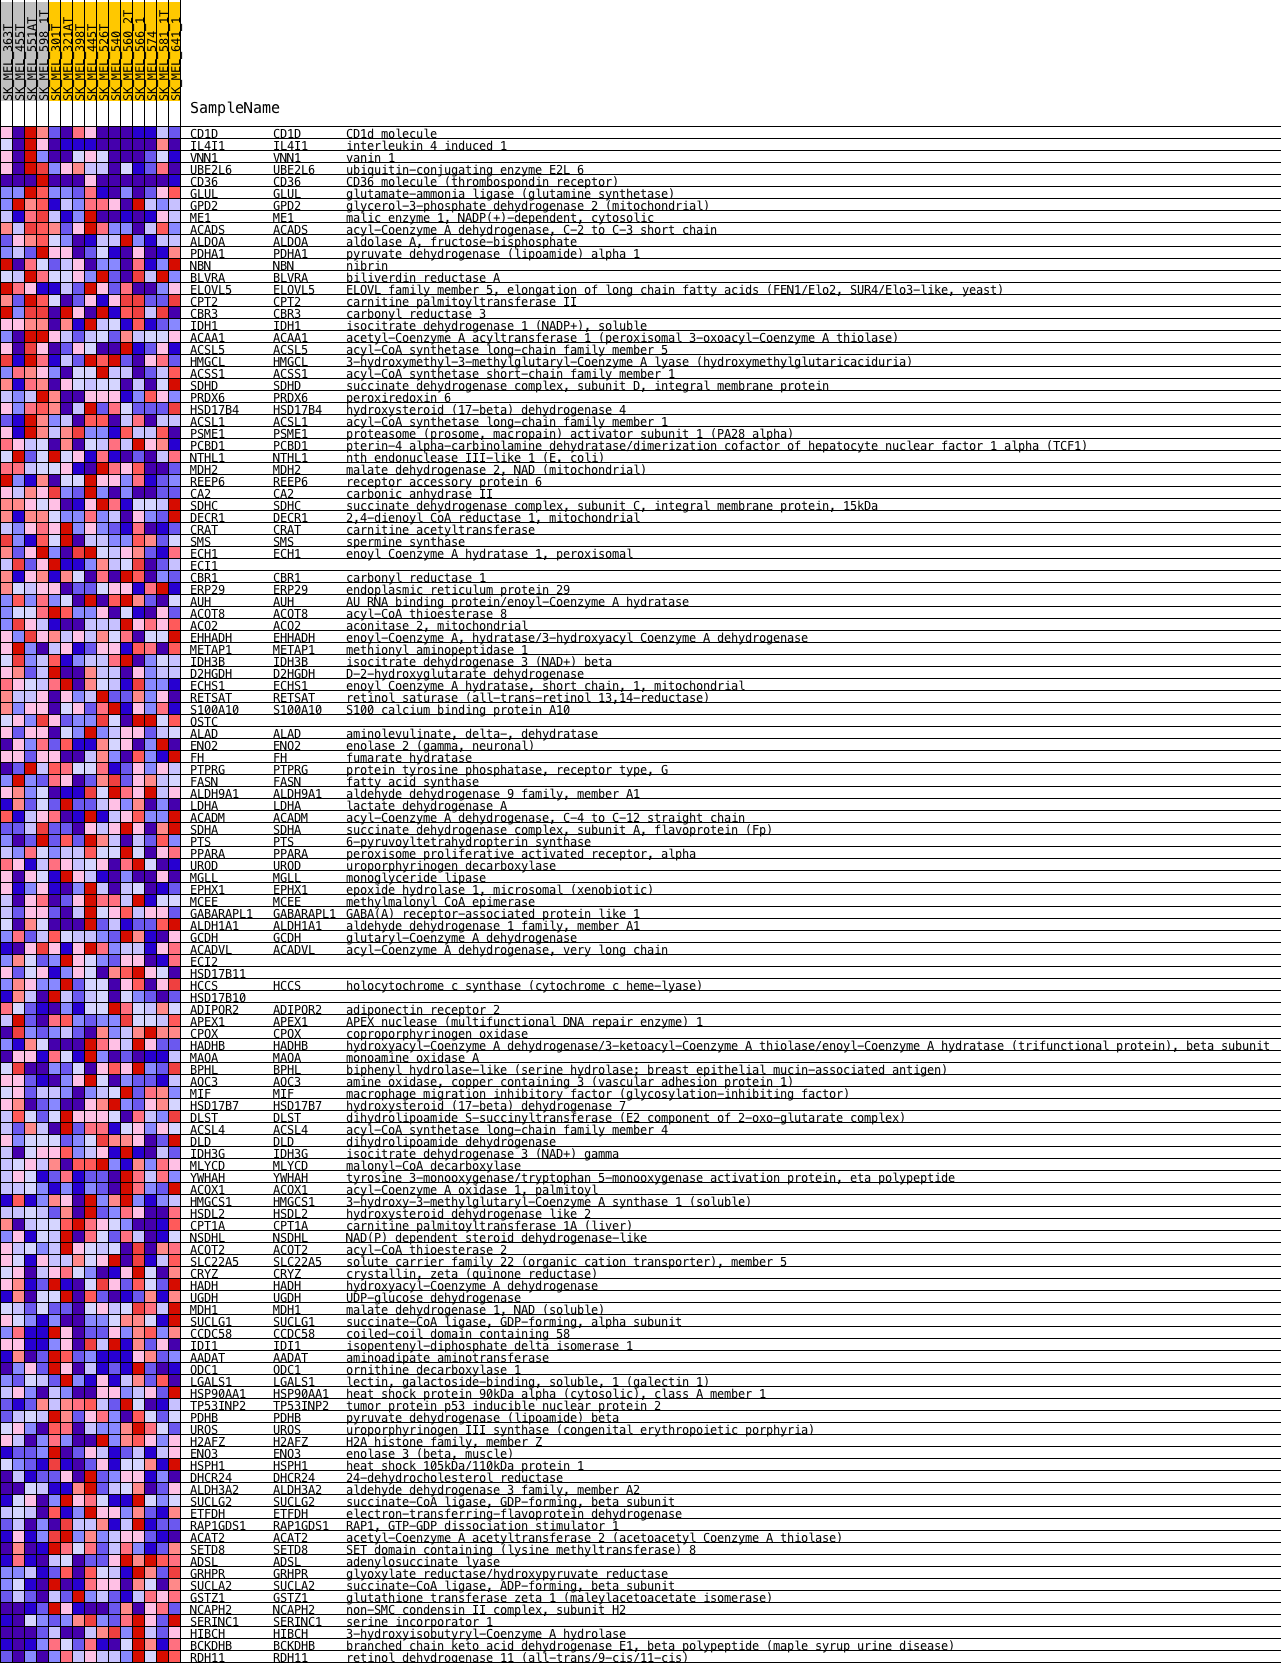 SK_MEL_363T
SK_MEL_455T
SK_MEL_551AT
SK_MEL_598_1T
SK_MEL_301T
SK_MEL_321AT
SK_MEL_398T
SK_MEL_445T
SK_MEL_526T
SK_MEL_540
SK_MEL_560_2T
SK_MEL_566_1
SK_MEL_574
SK_MEL_581_1T
SK_MEL_641_1
SampleName
CD1D CD1D CD1d molecule
IL4I1 IL4I1 interleukin 4 induced 1
VNN1 VNN1 vanin 1
UBE2L6 UBE2L6 ubiquitin-conjugating enzyme E2L 6
CD36 CD36 CD36 molecule (thrombospondin receptor)
GLUL GLUL glutamate-ammonia ligase (glutamine synthetase)
GPD2 GPD2 glycerol-3-phosphate dehydrogenase 2 (mitochondrial)
ME1 ME1 malic enzyme 1, NADP(+)-dependent, cytosolic
ACADS ACADS acyl-Coenzyme A dehydrogenase, C-2 to C-3 short chain
ALDOA ALDOA aldolase A, fructose-bisphosphate
PDHA1 PDHA1 pyruvate dehydrogenase (lipoamide) alpha 1
NBN NBN nibrin
BLVRA BLVRA biliverdin reductase A
ELOVL5 ELOVL5 ELOVL family member 5, elongation of long chain fatty acids (FEN1/Elo2, SUR4/Elo3-like, yeast)
CPT2 CPT2 carnitine palmitoyltransferase II
CBR3 CBR3 carbonyl reductase 3
IDH1 IDH1 isocitrate dehydrogenase 1 (NADP+), soluble
ACAA1 ACAA1 acetyl-Coenzyme A acyltransferase 1 (peroxisomal 3-oxoacyl-Coenzyme A thiolase)
ACSL5 ACSL5 acyl-CoA synthetase long-chain family member 5
HMGCL HMGCL 3-hydroxymethyl-3-methylglutaryl-Coenzyme A lyase (hydroxymethylglutaricaciduria)
ACSS1 ACSS1 acyl-CoA synthetase short-chain family member 1
SDHD SDHD succinate dehydrogenase complex, subunit D, integral membrane protein
PRDX6 PRDX6 peroxiredoxin 6
HSD17B4 HSD17B4 hydroxysteroid (17-beta) dehydrogenase 4
ACSL1 ACSL1 acyl-CoA synthetase long-chain family member 1
PSME1 PSME1 proteasome (prosome, macropain) activator subunit 1 (PA28 alpha)
PCBD1 PCBD1 pterin-4 alpha-carbinolamine dehydratase/dimerization cofactor of hepatocyte nuclear factor 1 alpha (TCF1)
NTHL1 NTHL1 nth endonuclease III-like 1 (E. coli)
MDH2 MDH2 malate dehydrogenase 2, NAD (mitochondrial)
REEP6 REEP6 receptor accessory protein 6
CA2 CA2 carbonic anhydrase II
SDHC SDHC succinate dehydrogenase complex, subunit C, integral membrane protein, 15kDa
DECR1 DECR1 2,4-dienoyl CoA reductase 1, mitochondrial
CRAT CRAT carnitine acetyltransferase
SMS SMS spermine synthase
ECH1 ECH1 enoyl Coenzyme A hydratase 1, peroxisomal
ECI1
CBR1 CBR1 carbonyl reductase 1
ERP29 ERP29 endoplasmic reticulum protein 29
AUH AUH AU RNA binding protein/enoyl-Coenzyme A hydratase
ACOT8 ACOT8 acyl-CoA thioesterase 8
ACO2 ACO2 aconitase 2, mitochondrial
EHHADH EHHADH enoyl-Coenzyme A, hydratase/3-hydroxyacyl Coenzyme A dehydrogenase
METAP1 METAP1 methionyl aminopeptidase 1
IDH3B IDH3B isocitrate dehydrogenase 3 (NAD+) beta
D2HGDH D2HGDH D-2-hydroxyglutarate dehydrogenase
ECHS1 ECHS1 enoyl Coenzyme A hydratase, short chain, 1, mitochondrial
RETSAT RETSAT retinol saturase (all-trans-retinol 13,14-reductase)
S100A10 S100A10 S100 calcium binding protein A10
OSTC
ALAD ALAD aminolevulinate, delta-, dehydratase
ENO2 ENO2 enolase 2 (gamma, neuronal)
FH FH fumarate hydratase
PTPRG PTPRG protein tyrosine phosphatase, receptor type, G
FASN FASN fatty acid synthase
ALDH9A1 ALDH9A1 aldehyde dehydrogenase 9 family, member A1
LDHA LDHA lactate dehydrogenase A
ACADM ACADM acyl-Coenzyme A dehydrogenase, C-4 to C-12 straight chain
SDHA SDHA succinate dehydrogenase complex, subunit A, flavoprotein (Fp)
PTS PTS 6-pyruvoyltetrahydropterin synthase
PPARA PPARA peroxisome proliferative activated receptor, alpha
UROD UROD uroporphyrinogen decarboxylase
MGLL MGLL monoglyceride lipase
EPHX1 EPHX1 epoxide hydrolase 1, microsomal (xenobiotic)
MCEE MCEE methylmalonyl CoA epimerase
GABARAPL1 GABARAPL1 GABA(A) receptor-associated protein like 1
ALDH1A1 ALDH1A1 aldehyde dehydrogenase 1 family, member A1
GCDH GCDH glutaryl-Coenzyme A dehydrogenase
ACADVL ACADVL acyl-Coenzyme A dehydrogenase, very long chain
ECI2
HSD17B11
HCCS HCCS holocytochrome c synthase (cytochrome c heme-lyase)
HSD17B10
ADIPOR2 ADIPOR2 adiponectin receptor 2
APEX1 APEX1 APEX nuclease (multifunctional DNA repair enzyme) 1
CPOX CPOX coproporphyrinogen oxidase
HADHB HADHB hydroxyacyl-Coenzyme A dehydrogenase/3-ketoacyl-Coenzyme A thiolase/enoyl-Coenzyme A hydratase (trifunctional protein), beta subunit
MAOA MAOA monoamine oxidase A
BPHL BPHL biphenyl hydrolase-like (serine hydrolase; breast epithelial mucin-associated antigen)
AOC3 AOC3 amine oxidase, copper containing 3 (vascular adhesion protein 1)
MIF MIF macrophage migration inhibitory factor (glycosylation-inhibiting factor)
HSD17B7 HSD17B7 hydroxysteroid (17-beta) dehydrogenase 7
DLST DLST dihydrolipoamide S-succinyltransferase (E2 component of 2-oxo-glutarate complex)
ACSL4 ACSL4 acyl-CoA synthetase long-chain family member 4
DLD DLD dihydrolipoamide dehydrogenase
IDH3G IDH3G isocitrate dehydrogenase 3 (NAD+) gamma
MLYCD MLYCD malonyl-CoA decarboxylase
YWHAH YWHAH tyrosine 3-monooxygenase/tryptophan 5-monooxygenase activation protein, eta polypeptide
ACOX1 ACOX1 acyl-Coenzyme A oxidase 1, palmitoyl
HMGCS1 HMGCS1 3-hydroxy-3-methylglutaryl-Coenzyme A synthase 1 (soluble)
HSDL2 HSDL2 hydroxysteroid dehydrogenase like 2
CPT1A CPT1A carnitine palmitoyltransferase 1A (liver)
NSDHL NSDHL NAD(P) dependent steroid dehydrogenase-like
ACOT2 ACOT2 acyl-CoA thioesterase 2
SLC22A5 SLC22A5 solute carrier family 22 (organic cation transporter), member 5
CRYZ CRYZ crystallin, zeta (quinone reductase)
HADH HADH hydroxyacyl-Coenzyme A dehydrogenase
UGDH UGDH UDP-glucose dehydrogenase
MDH1 MDH1 malate dehydrogenase 1, NAD (soluble)
SUCLG1 SUCLG1 succinate-CoA ligase, GDP-forming, alpha subunit
CCDC58 CCDC58 coiled-coil domain containing 58
IDI1 IDI1 isopentenyl-diphosphate delta isomerase 1
AADAT AADAT aminoadipate aminotransferase
ODC1 ODC1 ornithine decarboxylase 1
LGALS1 LGALS1 lectin, galactoside-binding, soluble, 1 (galectin 1)
HSP90AA1 HSP90AA1 heat shock protein 90kDa alpha (cytosolic), class A member 1
TP53INP2 TP53INP2 tumor protein p53 inducible nuclear protein 2
PDHB PDHB pyruvate dehydrogenase (lipoamide) beta
UROS UROS uroporphyrinogen III synthase (congenital erythropoietic porphyria)
H2AFZ H2AFZ H2A histone family, member Z
ENO3 ENO3 enolase 3 (beta, muscle)
HSPH1 HSPH1 heat shock 105kDa/110kDa protein 1
DHCR24 DHCR24 24-dehydrocholesterol reductase
ALDH3A2 ALDH3A2 aldehyde dehydrogenase 3 family, member A2
SUCLG2 SUCLG2 succinate-CoA ligase, GDP-forming, beta subunit
ETFDH ETFDH electron-transferring-flavoprotein dehydrogenase
RAP1GDS1 RAP1GDS1 RAP1, GTP-GDP dissociation stimulator 1
ACAT2 ACAT2 acetyl-Coenzyme A acetyltransferase 2 (acetoacetyl Coenzyme A thiolase)
SETD8 SETD8 SET domain containing (lysine methyltransferase) 8
ADSL ADSL adenylosuccinate lyase
GRHPR GRHPR glyoxylate reductase/hydroxypyruvate reductase
SUCLA2 SUCLA2 succinate-CoA ligase, ADP-forming, beta subunit
GSTZ1 GSTZ1 glutathione transferase zeta 1 (maleylacetoacetate isomerase)
NCAPH2 NCAPH2 non-SMC condensin II complex, subunit H2
SERINC1 SERINC1 serine incorporator 1
HIBCH HIBCH 3-hydroxyisobutyryl-Coenzyme A hydrolase
BCKDHB BCKDHB branched chain keto acid dehydrogenase E1, beta polypeptide (maple syrup urine disease)
RDH11 RDH11 retinol dehydrogenase 11 (all-trans/9-cis/11-cis)